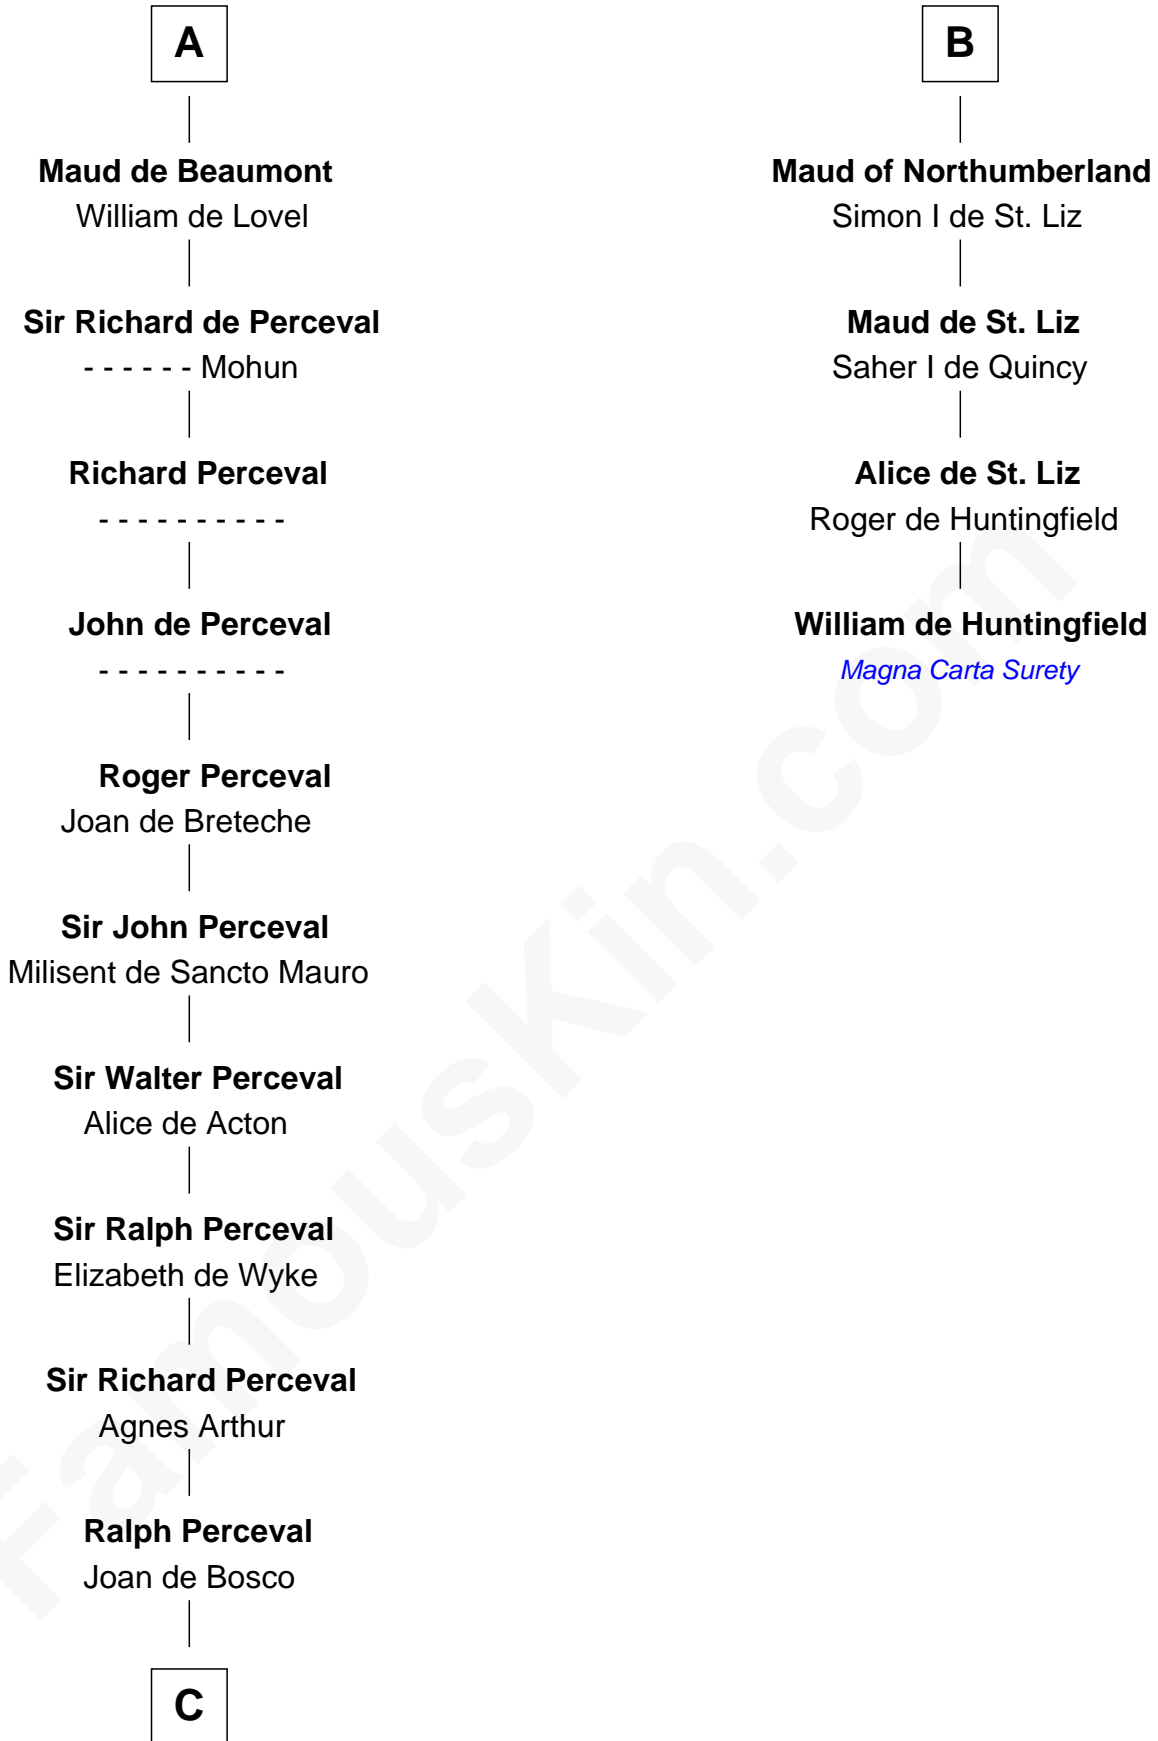 A
Maud de Beaumont
William de Lovel
Sir Richard de Perceval
- - - - - - Mohun
Richard Perceval
- - - - - - - - - -
John de Perceval
- - - - - - - - - -
Roger Perceval
Joan de Breteche
Sir John Perceval
Milisent de Sancto Mauro
Sir Walter Perceval
Alice de Acton
Sir Ralph Perceval
Elizabeth de Wyke
Sir Richard Perceval
Agnes Arthur
Ralph Perceval
Joan de Bosco
C
B
Maud of Northumberland
Simon I de St. Liz
Maud de St. Liz
Saher I de Quincy
Alice de St. Liz
Roger de Huntingfield
William de Huntingfield
Magna Carta Surety
FamousKin.com